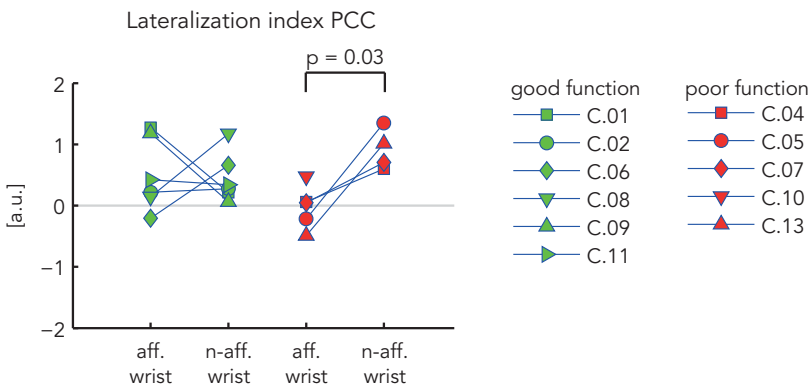 Lateralization index PCC
p = 0.03
2
1
0
−1
−2
[a.u.]
aff.
wrist
n-aff.
wrist
aff.
wrist
n-aff.
wrist
good function
C.01
C.02
C.06
C.08
C.09
C.11
poor function
C.04
C.05
C.07
C.10
C.13